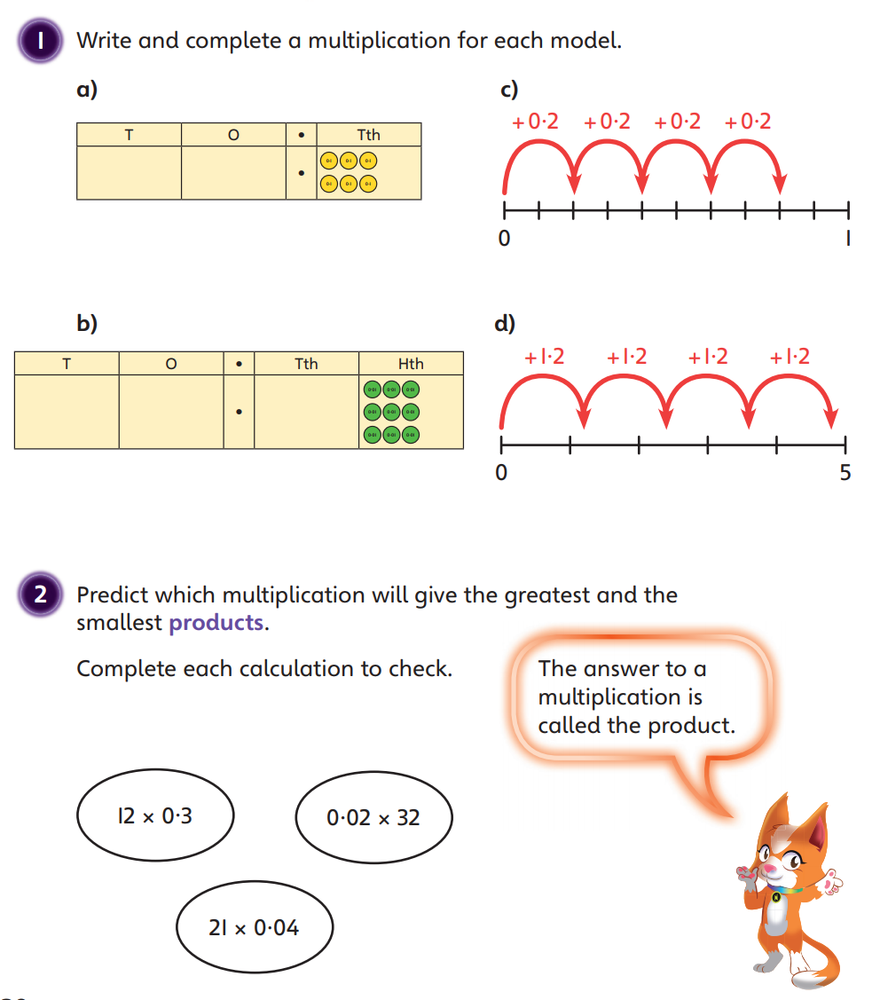 1 Write and complete a multiplication for each model.
a)
T O • Tth
•
0·1 0·1 0·1
0·1 0·1 0·1
c)
+0·2 +0·2 +0·2 +0·2
0 1
b)
T O • Tth Hth
•
0·01 0·01 0·01
0·01 0·01 0·01
0·01 0·01 0·01
d)
+1·2 +1·2 +1·2 +1·2
0 5
2 Predict which multiplication will give the greatest and the
smallest products.
Complete each calculation to check.
The answer to a
multiplication is
called the product.
12 × 0·3
0·02 × 32
21 × 0·04